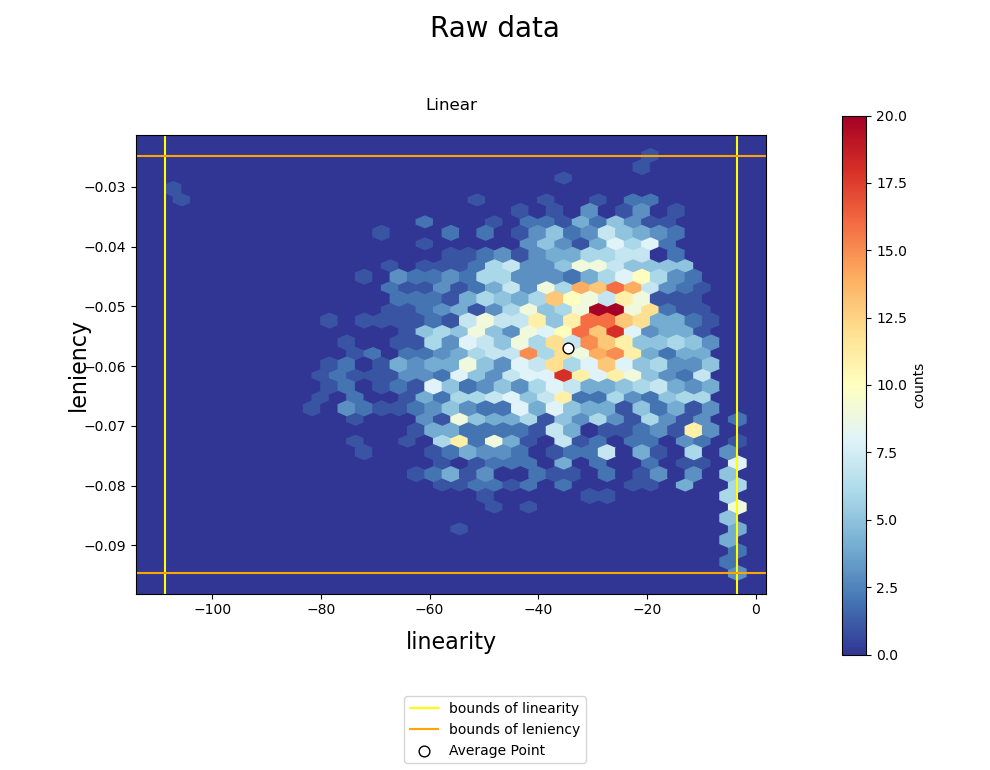 Raw data
Linear
20.0
17.5
15.0
12.5
10.0
7.5
5.0
2.5
0.0
counts
−0.03
−0.04
−0.05
−0.06
−0.07
−0.08
−0.09
leniency
−100
−80
−60
−40
−20
0
linearity
bounds of linearity
bounds of leniency
Average Point